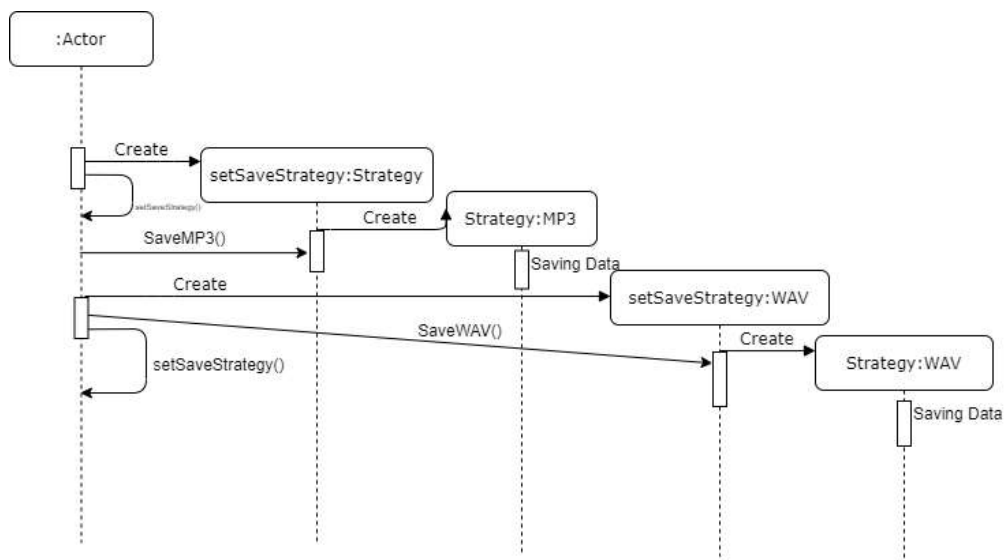 :Actor
Create
setSaveStrategy:Strategy
setSaveStrategy()
Create
Strategy:MP3
SaveMP3()
Saving Data
Create
setSaveStrategy:WAV
SaveWAV()
Create
setSaveStrategy()
Strategy:WAV
Saving Data